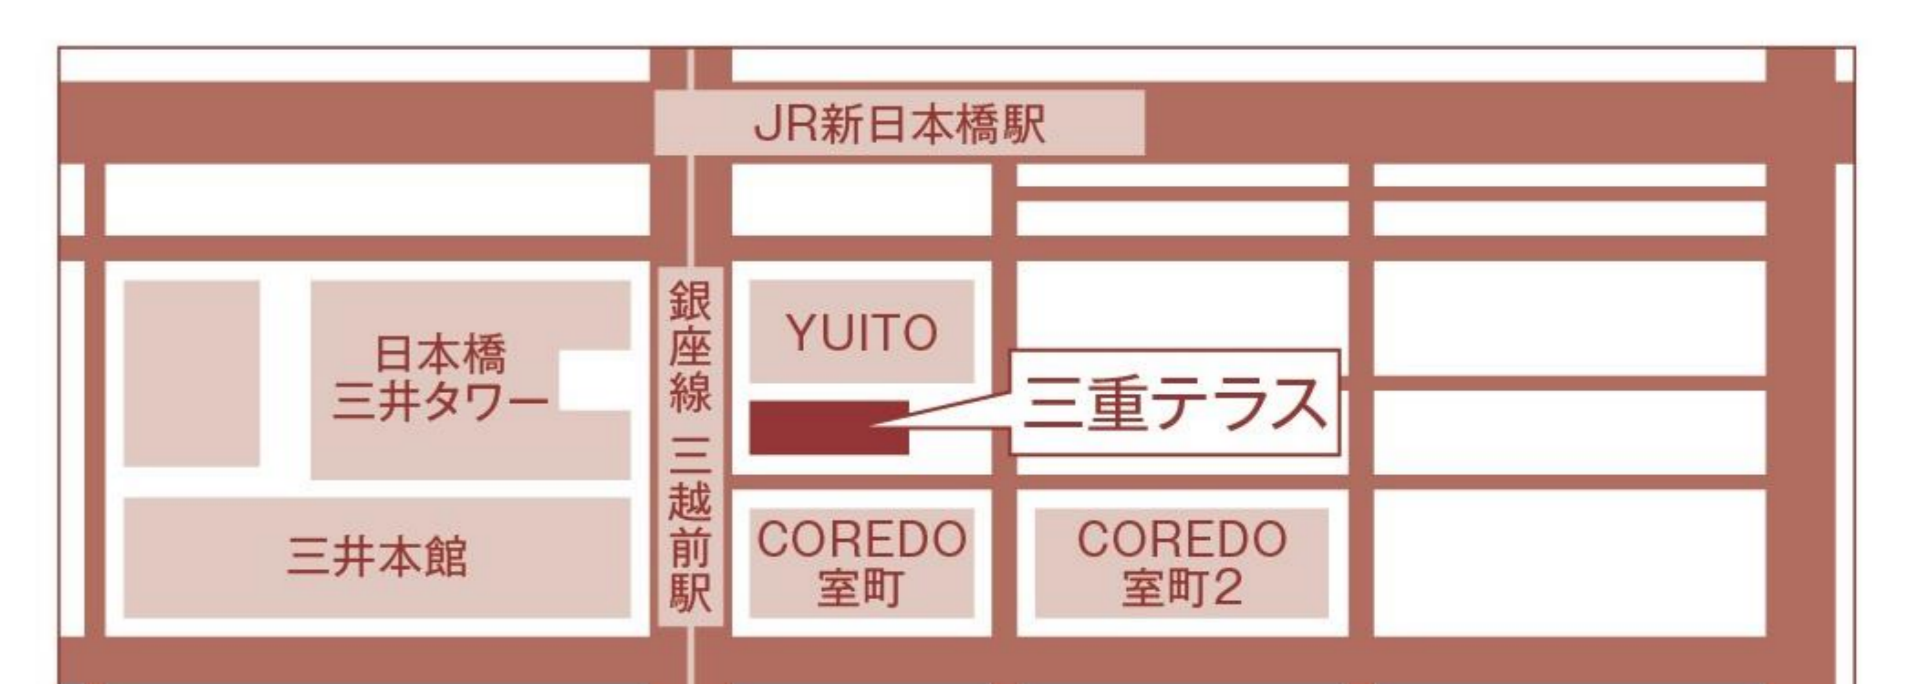 JR新日本橋駅
日本橋
三井タワー
三井本館
銀座線 三越前駅
YUITO
三重テラス
COREDO
室町
COREDO
室町2